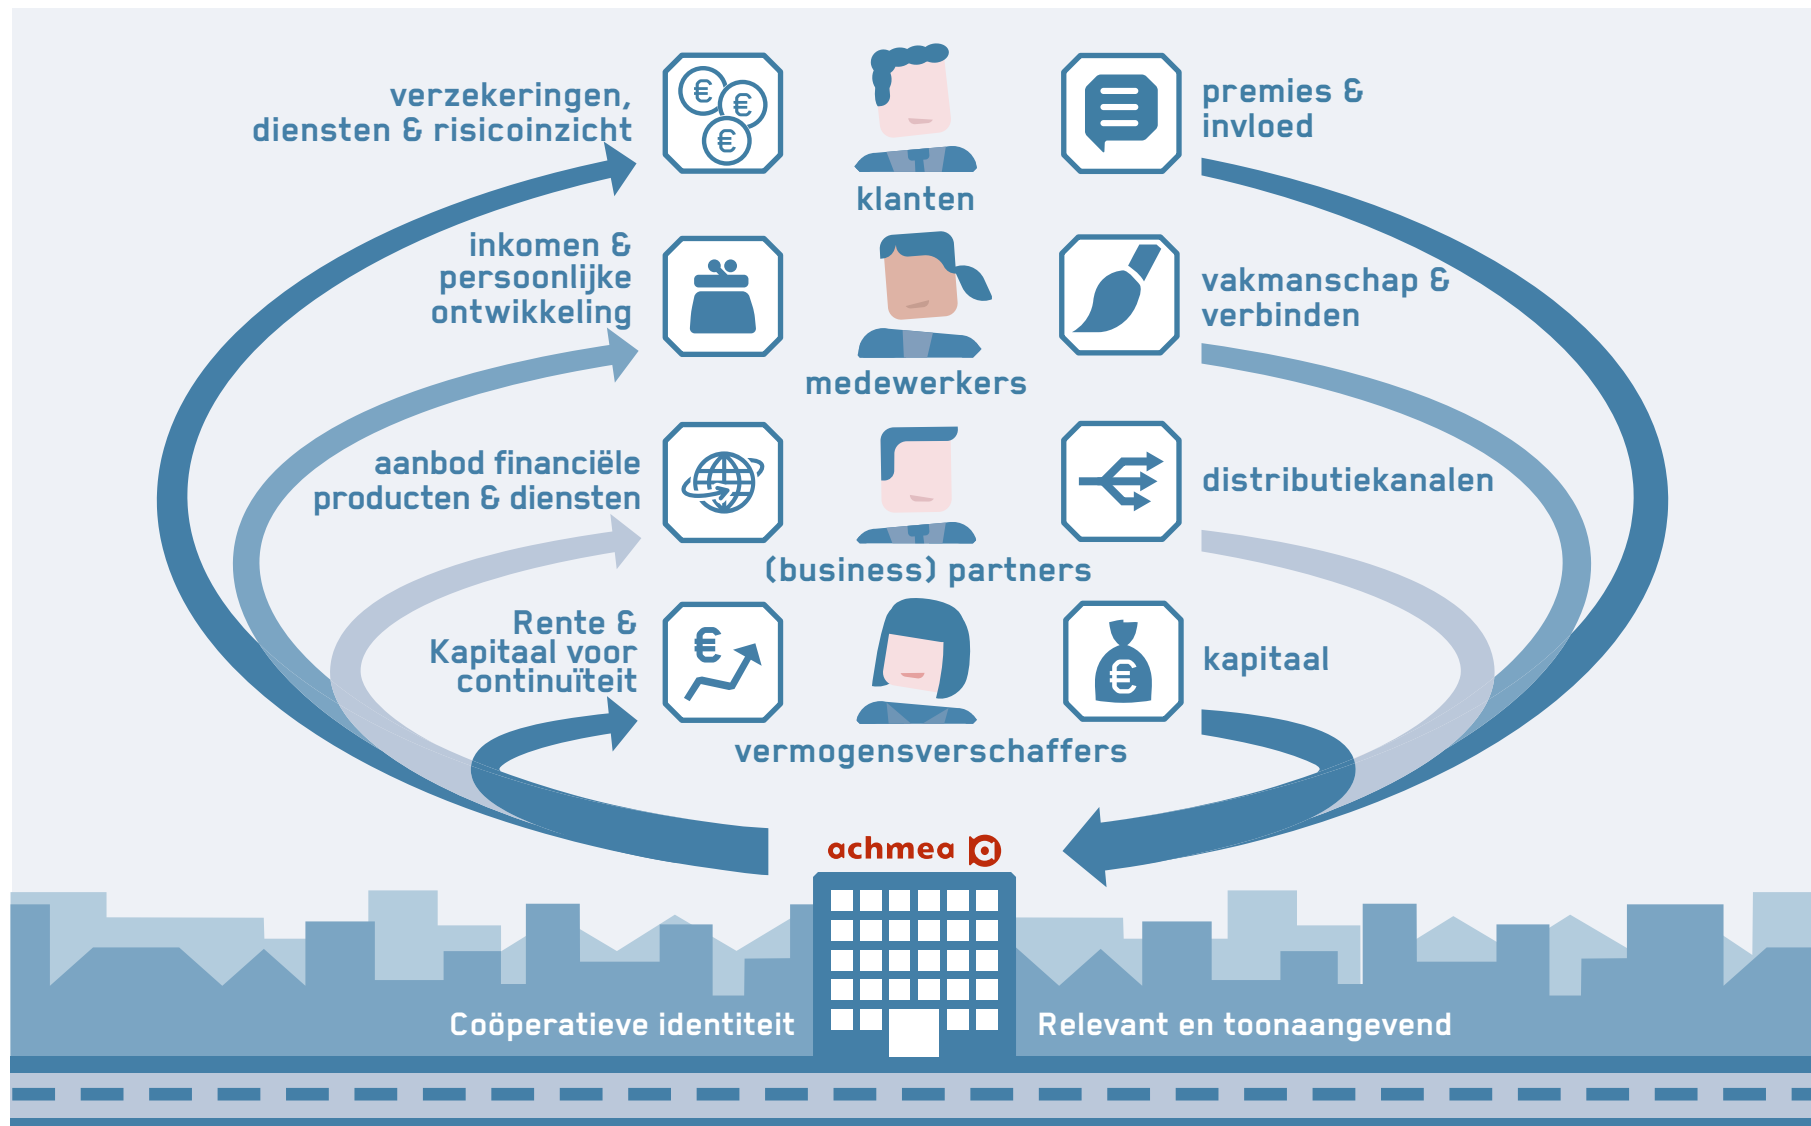 verzekeringen,
diensten & risicoinzicht
klanten
premies &
invloed
inkomen &
persoonlijke
ontwikkeling
medewerkers
vakmanschap &
verbinden
aanbod financiële
producten & diensten
(business) partners
distributiekanalen
Rente &
Kapitaal voor
continuïteit
vermogensverschaffers
kapitaal
achmea
Coöperatieve identiteit
Relevant en toonaangevend